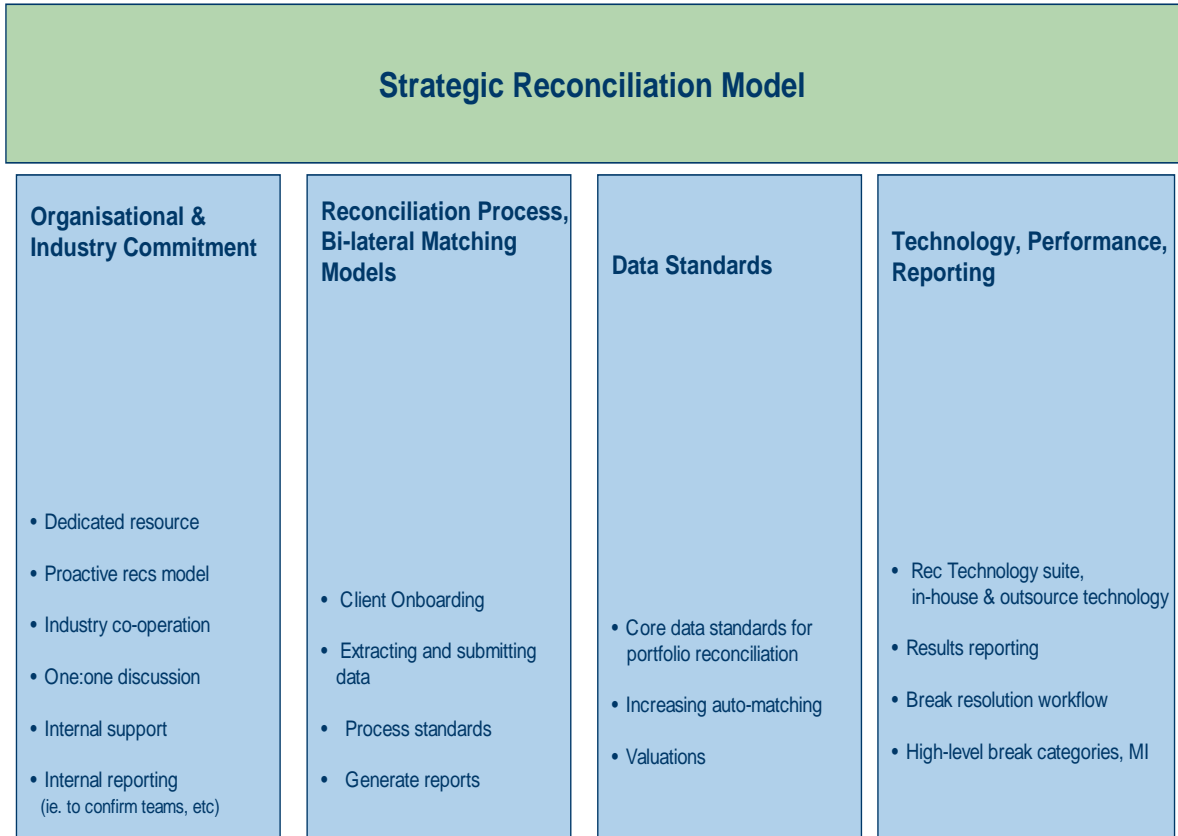 Strategic Reconciliation Model
Organisational &
Industry Commitment
• Dedicated resource
• Proactive recs model
• Industry co-operation
• One:one discussion
• Internal support
• Internal reporting
(ie. to confirm teams, etc)
Reconciliation Process,
Bi-lateral Matching
Models
• Client Onboarding
• Extracting and submitting
data
• Process standards
• Generate reports
Data Standards
• Core data standards for
portfolio reconciliation
• Increasing auto-matching
• Valuations
Technology, Performance,
Reporting
• Rec Technology suite,
in-house & outsource technology
• Results reporting
• Break resolution workflow
• High-level break categories, MI